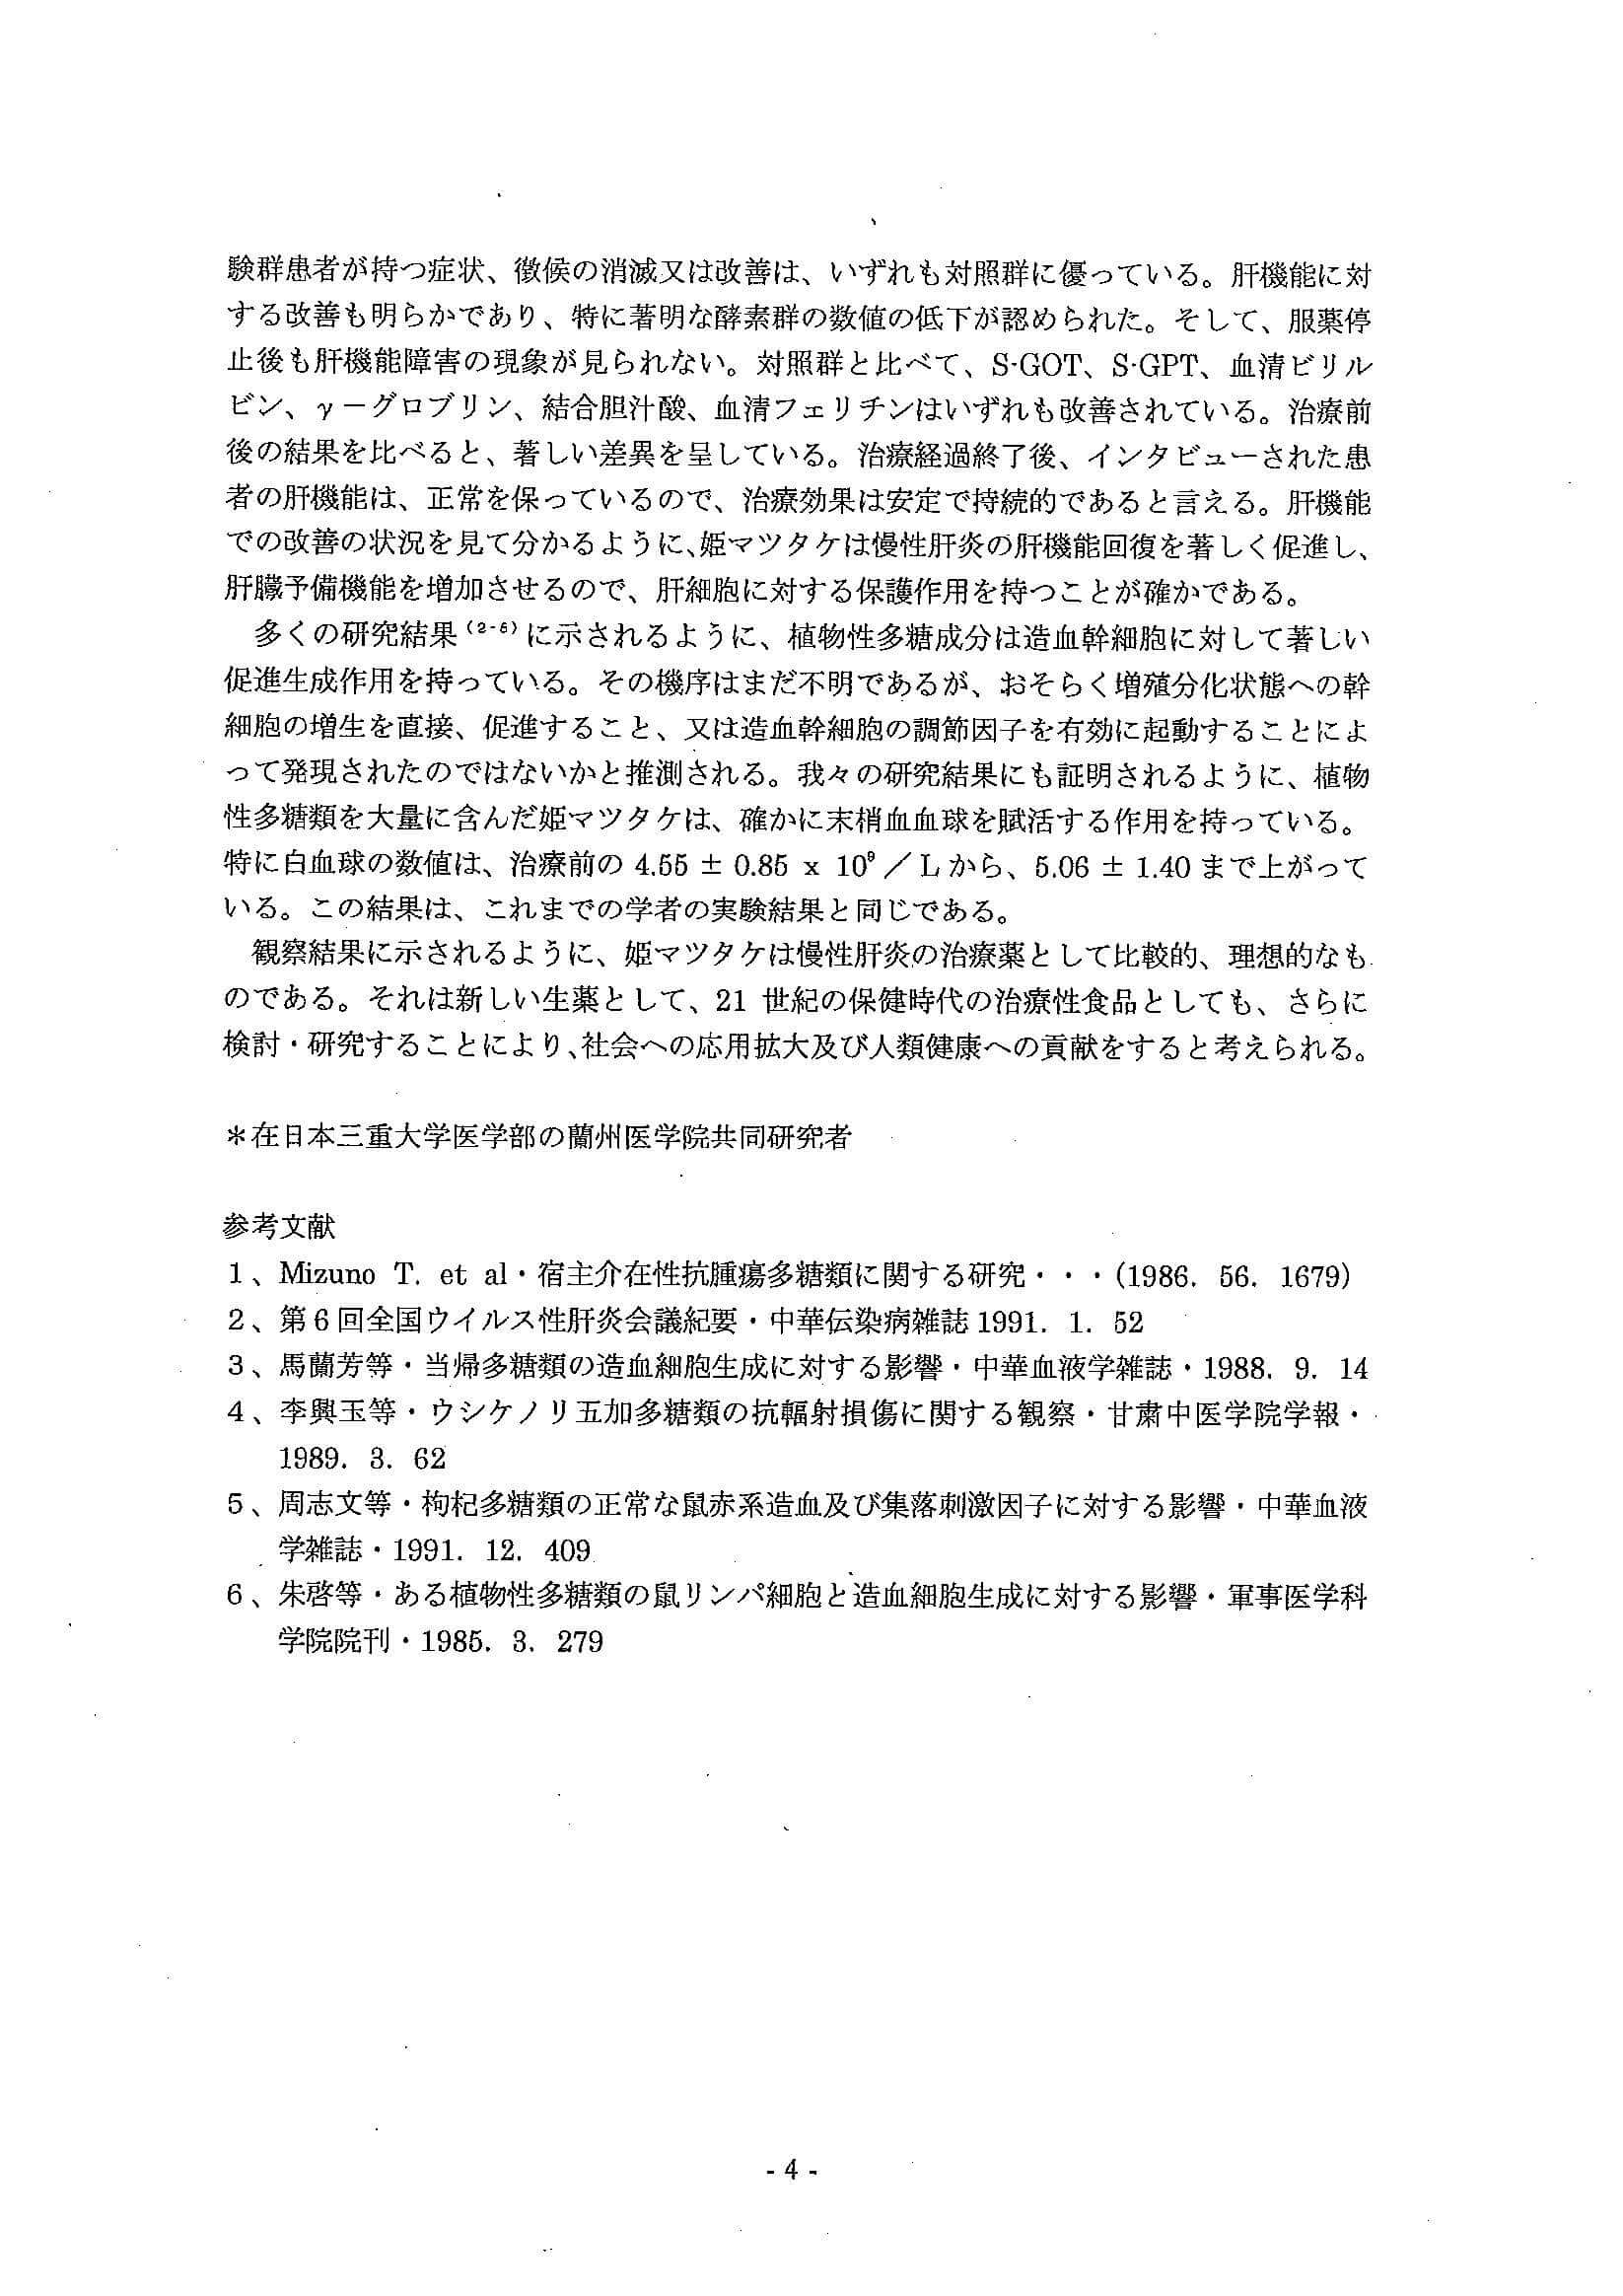 験群患者が持つ症状、徴候の消滅又は改善は、いずれも対照群に優っている。肝機能に対
する改善も明らかであり、特に著明な酵素群の数値の低下が認められた。そして、服薬停
止後も肝機能障害の現象が見られない。対照群と比べて、S-GOT、S-GPT、血清ビリル
ビン、γ－グロブリン、結合胆汁酸、血清フェリチンはいずれも改善されている。治療前
後の結果を比べると、著しい差異を呈している。治療経過終了後、インタビューされた患
者の肝機能は、正常を保っているので、治療効果は安定で持続的であると言える。肝機能
での改善の状況を見て分かるように、姫マツタケは慢性肝炎の肝機能回復を著しく促進し、
肝臓予備機能を増加させるので、肝細胞に対する保護作用を持つことが確かである。
多くの研究結果⁽²⁻⁶⁾に示されるように、植物性多糖成分は造血幹細胞に対して著しい
促進生成作用を持っている。その機序はまだ不明であるが、おそらく増殖分化状態への幹
細胞の増生を直接、促進すること、又は造血幹細胞の調節因子を有効に起動することによ
って発現されたのではないかと推測される。我々の研究結果にも証明されるように、植物
性多糖類を大量に含んだ姫マツタケは、確かに末梢血血球を賦活する作用を持っている。
特に白血球の数値は、治療前の 4.55 ± 0.85 x 10⁹／L から、5.06 ± 1.40 まで上がって
いる。この結果は、これまでの学者の実験結果と同じである。
観察結果に示されるように、姫マツタケは慢性肝炎の治療薬として比較的、理想的なも
のである。それは新しい生薬として、21 世紀の保健時代の治療性食品としても、さらに
検討・研究することにより、社会への応用拡大及び人類健康への貢献をすると考えられる。
＊在日本三重大学医学部の蘭州医学院共同研究者
参考文献
1、Mizuno T. et al・宿主介在性抗腫瘍多糖類に関する研究・・・(1986. 56. 1679)
2、第6回全国ウイルス性肝炎会議紀要・中華伝染病雑誌 1991. 1. 52
3、馬蘭芳等・当帰多糖類の造血細胞生成に対する影響・中華血液学雑誌・1988. 9. 14
4、李興玉等・ウシケノリ五加多糖類の抗輻射損傷に関する観察・甘粛中医学院学報・
1989. 3. 62
5、周志文等・枸杞多糖類の正常な鼠赤系造血及び集落刺激因子に対する影響・中華血液
学雑誌・1991. 12. 409
6、朱啓等・ある植物性多糖類の鼠リンパ細胞と造血細胞生成に対する影響・軍事医学科
学院院刊・1985. 3. 279
- 4 -